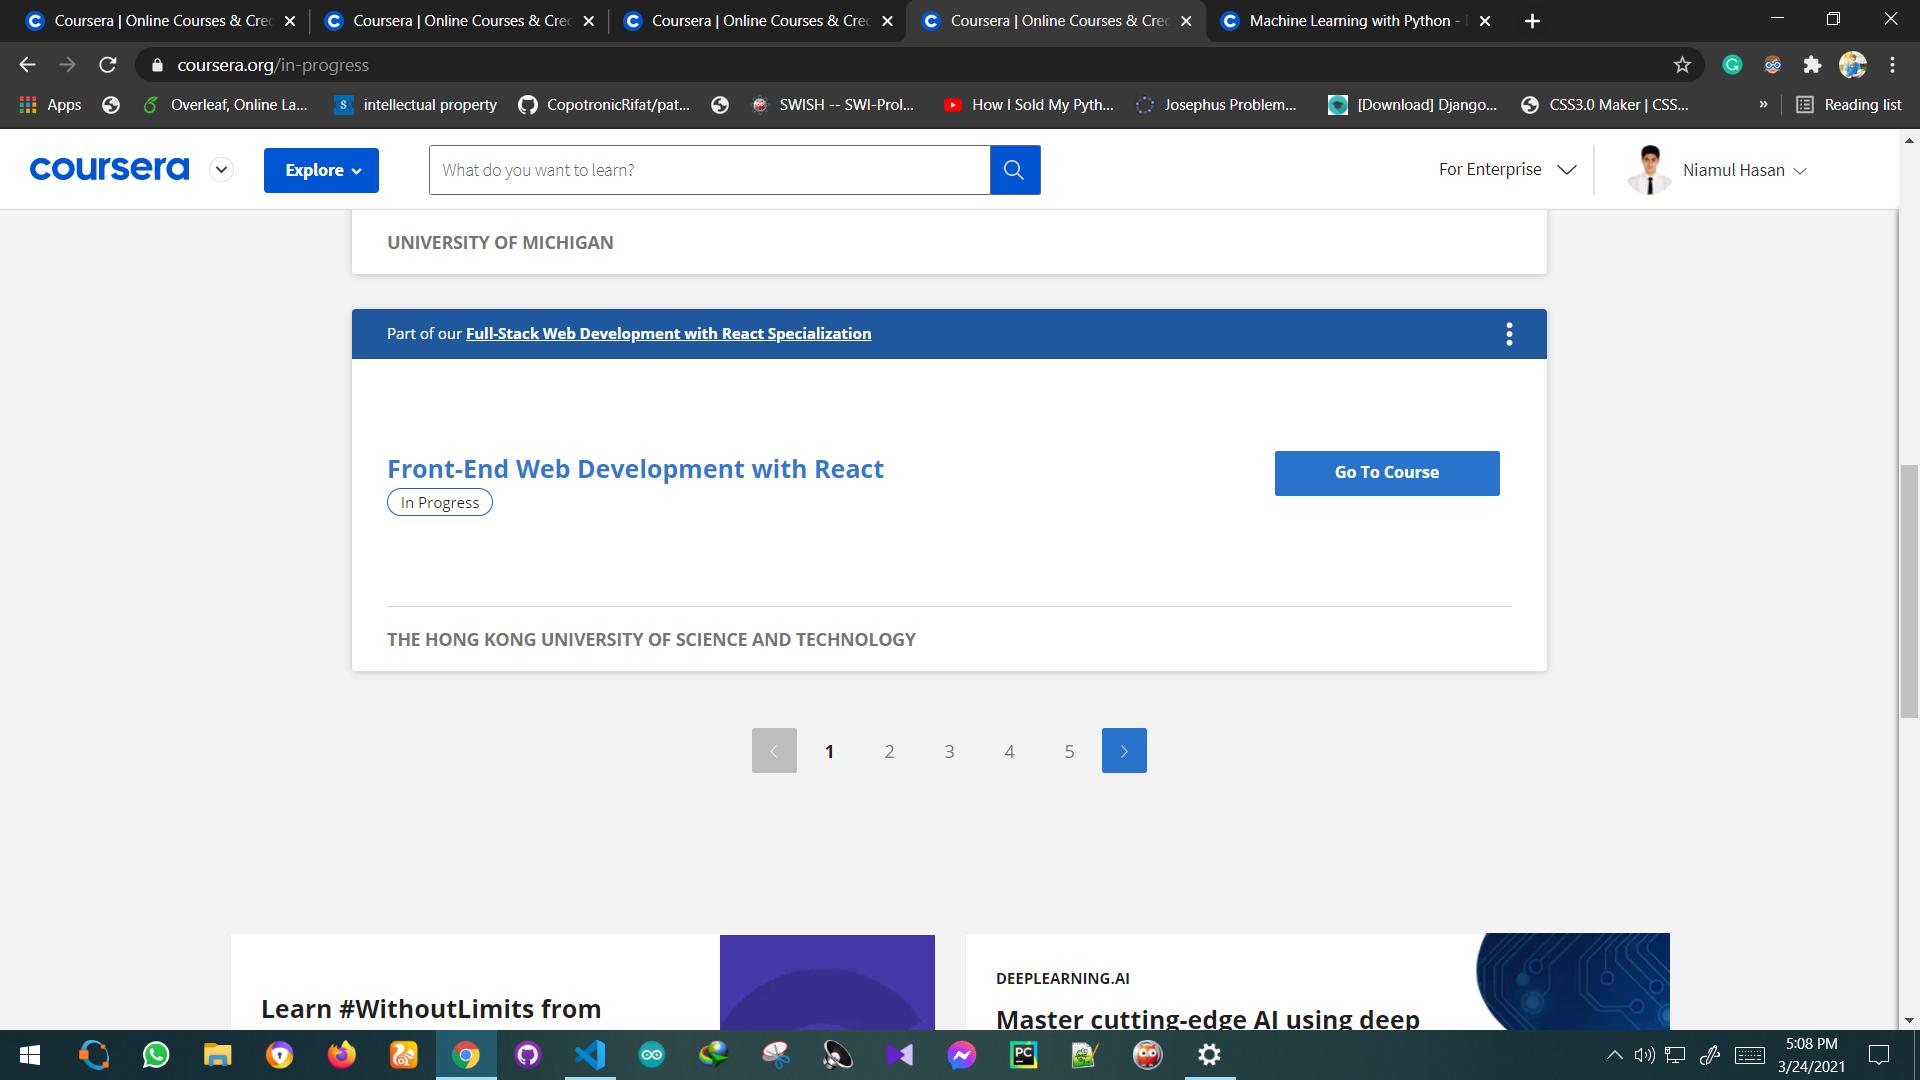 Coursera | Online Courses & Cre
Coursera | Online Courses & Cre
Coursera | Online Courses & Cre
Coursera | Online Courses & Cre
Machine Learning with Python -
coursera.org/in-progress
Apps
Overleaf, Online La...
intellectual property
CopotronicRifat/pat...
SWISH -- SWI-Prol...
How I Sold My Pyth...
Josephus Problem...
[Download] Django...
CSS3.0 Maker | CSS...
»
Reading list
coursera
Explore
What do you want to learn?
For Enterprise
Niamul Hasan
UNIVERSITY OF MICHIGAN
Part of our Full-Stack Web Development with React Specialization
Front-End Web Development with React
Go To Course
In Progress
THE HONG KONG UNIVERSITY OF SCIENCE AND TECHNOLOGY
1 2 3 4 5
Learn #WithoutLimits from
DEEPLEARNING.AI
Master cutting-edge AI using deep
5:08 PM
3/24/2021